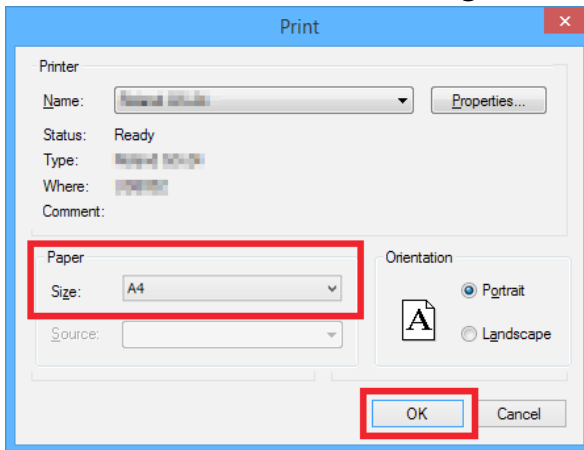 Print
Printer
Name:
Properties...
Status: Ready
Type:
Where:
Comment:
Paper
Size: A4
Source:
Orientation
A
Portrait
Landscape
OK Cancel